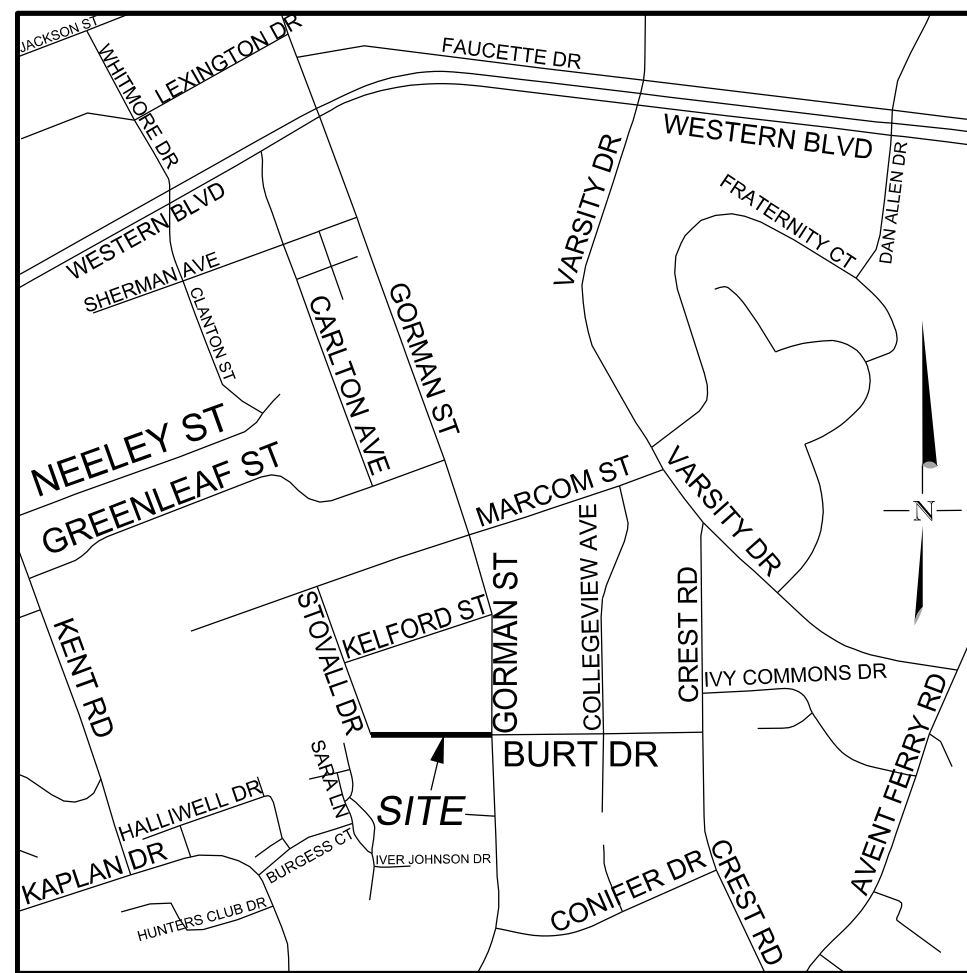 JACKSON ST
WHITMORE DR
LEXINGTON DR
FAUCETTE DR
WESTERN BLVD
VARSITY DR
DAN ALLEN DR
FRATERNITY CT
WESTERN BLVD
SHERMAN AVE
CLANTON ST
CARLTON AVE
GORMAN ST
NEELEY ST
GREENLEAF ST
MARCOM ST
VARSITY DR
N
COLLEGEVIEW AVE
GORMAN ST
CREST RD
STOVALL DR
KELFORD ST
KENT RD
IVY COMMONS DR
AVENT FERRY RD
BURT DR
SARA LN
SITE
HALLIWELL DR
BURGESS CT
IVER JOHNSON DR
KAPLAN DR
HUNTERS CLUB DR
CONIFER DR
CREST RD